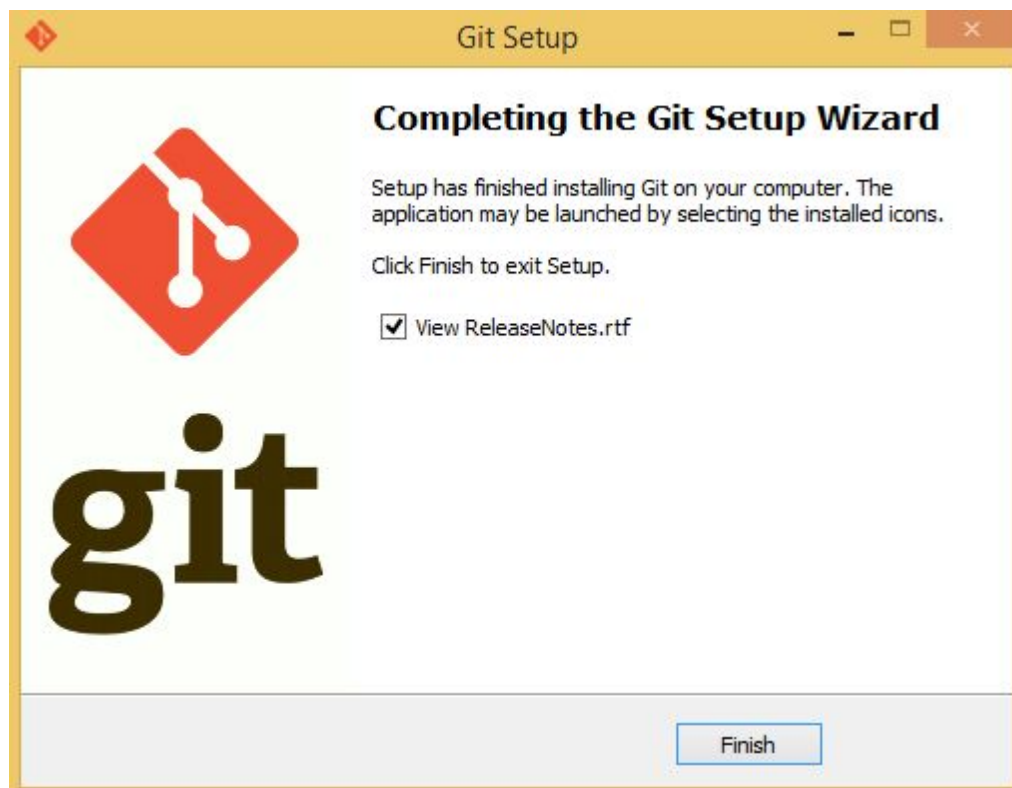 Git Setup
Completing the Git Setup Wizard
Setup has finished installing Git on your computer. The
application may be launched by selecting the installed icons.
Click Finish to exit Setup.
View ReleaseNotes.rtf
git
Finish